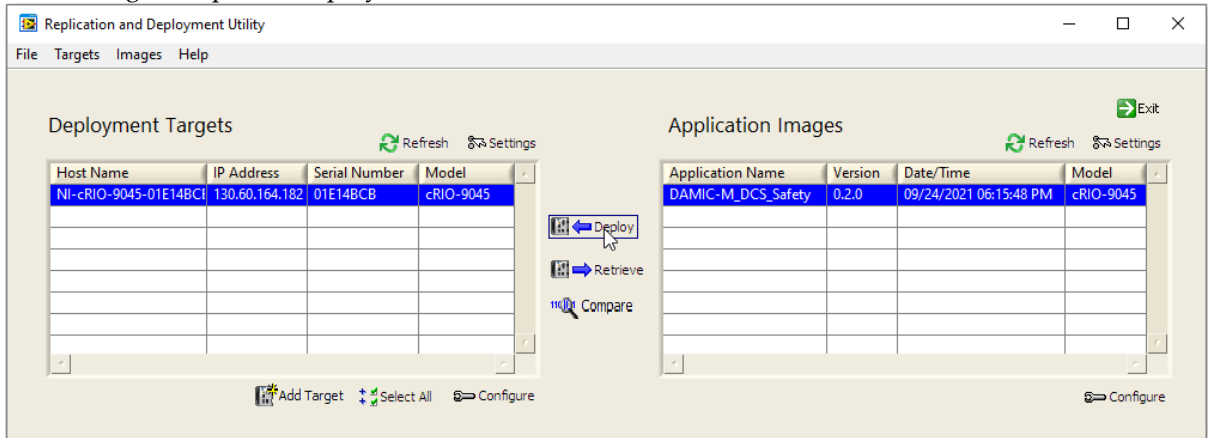 Replication and Deployment Utility
File Targets Images Help
Exit
Deployment Targets
Refresh Settings
Application Images
Refresh Settings
Host Name IP Address Serial Number Model
NI-cRIO-9045-01E14BC 130.60.164.182 01E14BCB cRIO-9045
Application Name Version Date/Time Model
DAMIC-M_DCS_Safety 0.2.0 09/24/2021 06:15:48 PM cRIO-9045
Deploy
Retrieve
Compare
Add Target Select All Configure
Configure